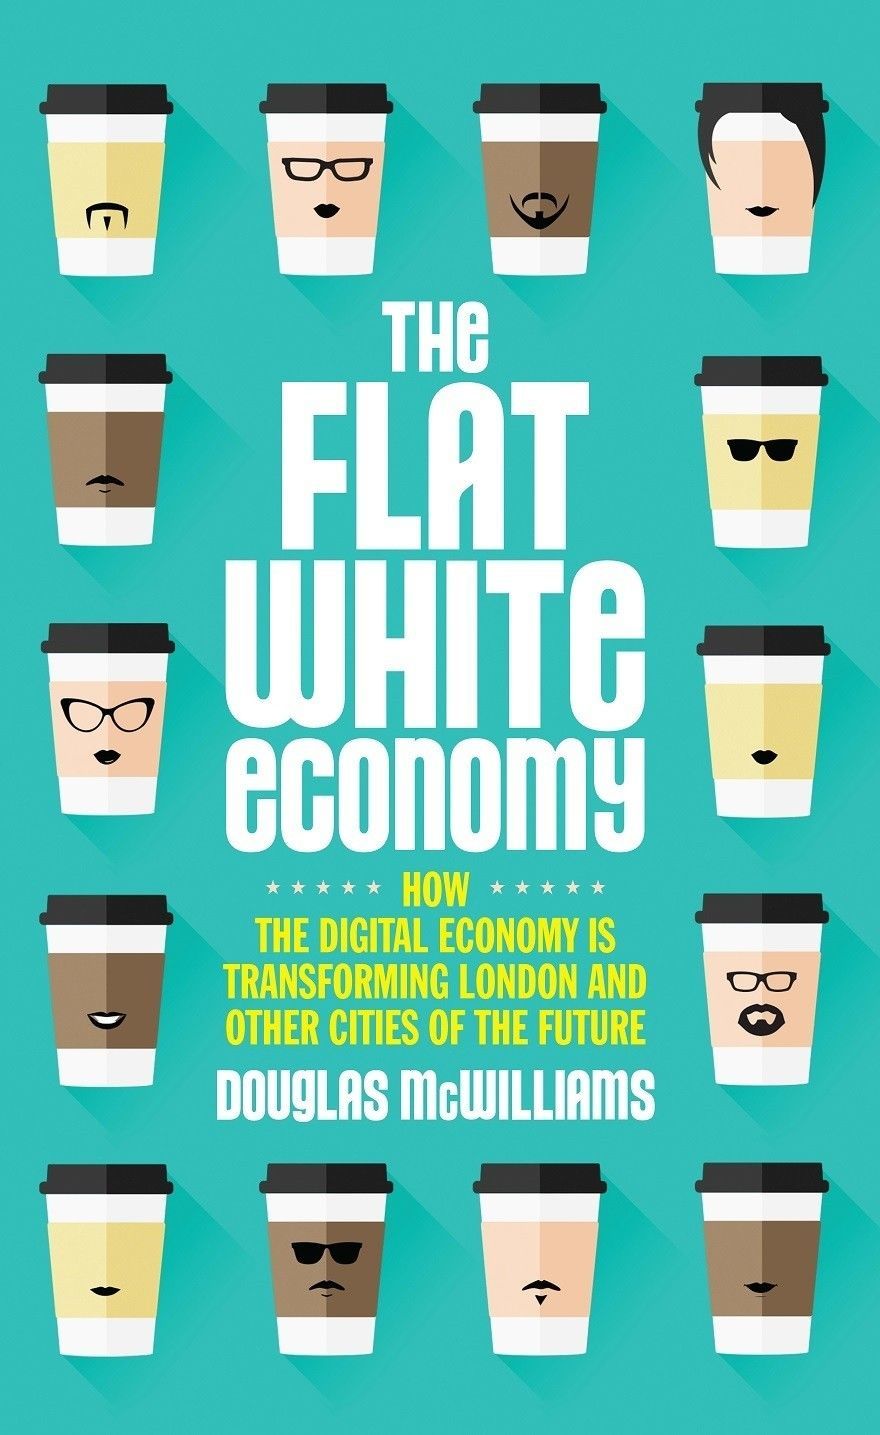 THE
FLAT
WHITE
economy
★★★★★ HOW ★★★★★
THE DIGITAL ECONOMY IS
TRANSFORMING LONDON AND
OTHER CITIES OF THE FUTURE
DOUGLAS McWILLIAMS